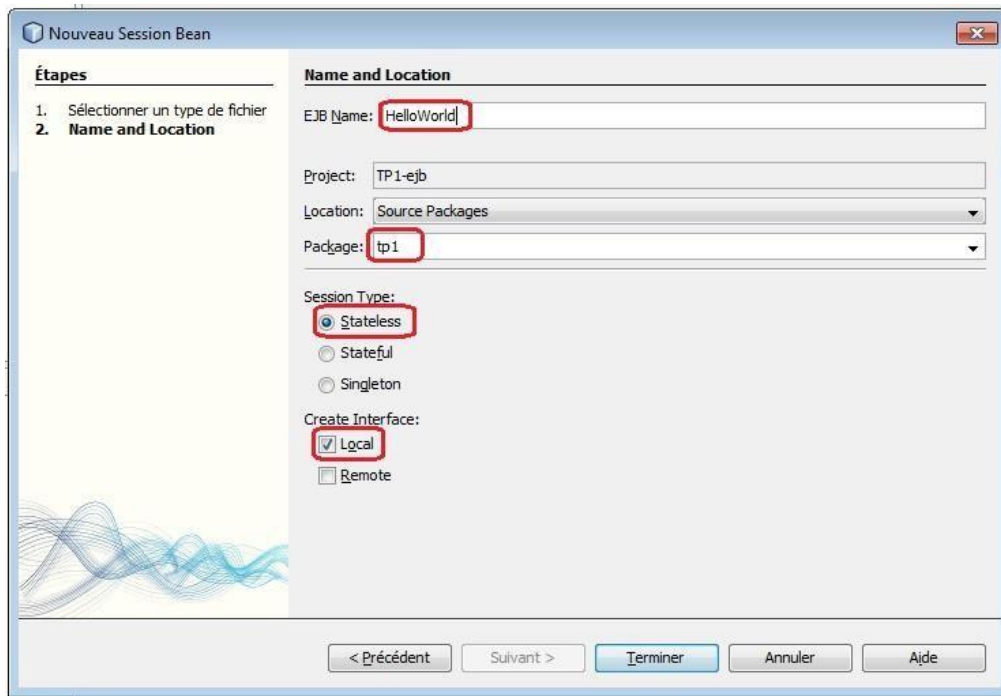 Nouveau Session Bean
Étapes
1. Sélectionner un type de fichier
2. Name and Location
Name and Location
EJB Name: HelloWorld
Project: TP1-ejb
Location: Source Packages
Package: tp1
Session Type:
Stateless
Stateful
Singleton
Create Interface:
Local
Remote
< Précédent Suivant > Terminer Annuler Aide